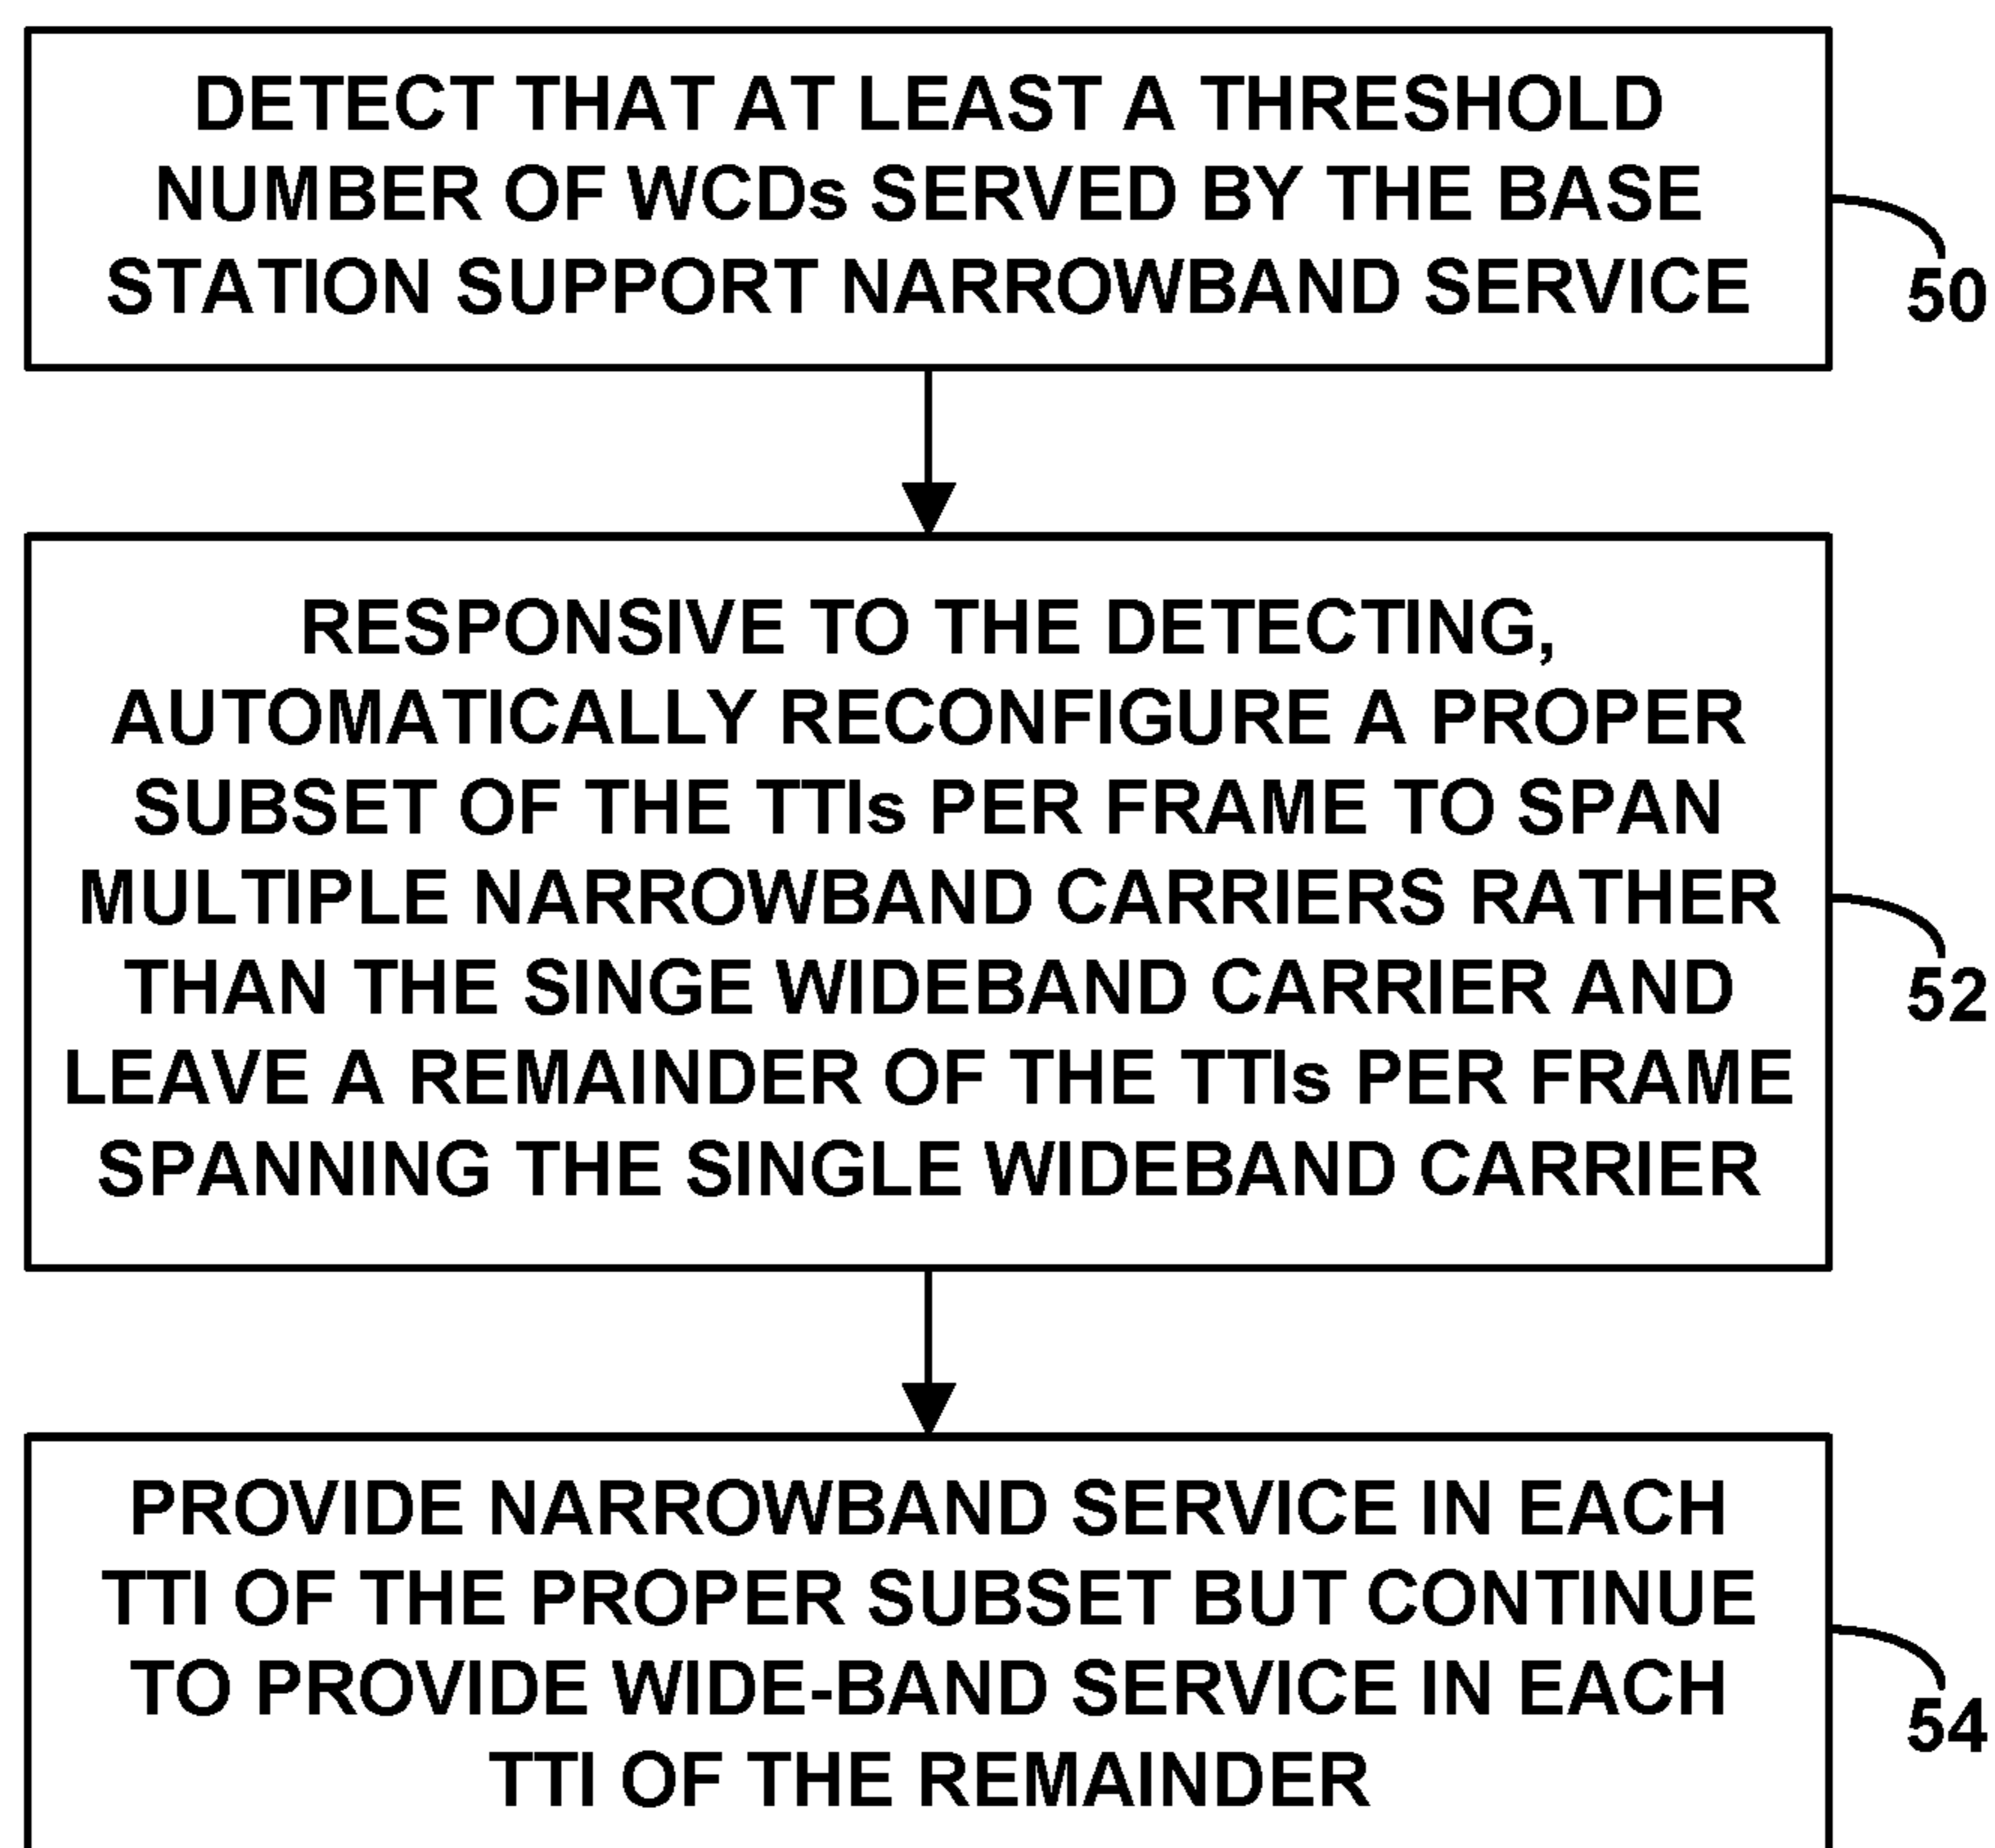 DETECT THAT AT LEAST A THRESHOLD
NUMBER OF WCDs SERVED BY THE BASE
STATION SUPPORT NARROWBAND SERVICE
50
RESPONSIVE TO THE DETECTING,
AUTOMATICALLY RECONFIGURE A PROPER
SUBSET OF THE TTIs PER FRAME TO SPAN
MULTIPLE NARROWBAND CARRIERS RATHER
THAN THE SINGE WIDEBAND CARRIER AND
LEAVE A REMAINDER OF THE TTIs PER FRAME
SPANNING THE SINGLE WIDEBAND CARRIER
52
PROVIDE NARROWBAND SERVICE IN EACH
TTI OF THE PROPER SUBSET BUT CONTINUE
TO PROVIDE WIDE-BAND SERVICE IN EACH
TTI OF THE REMAINDER
54